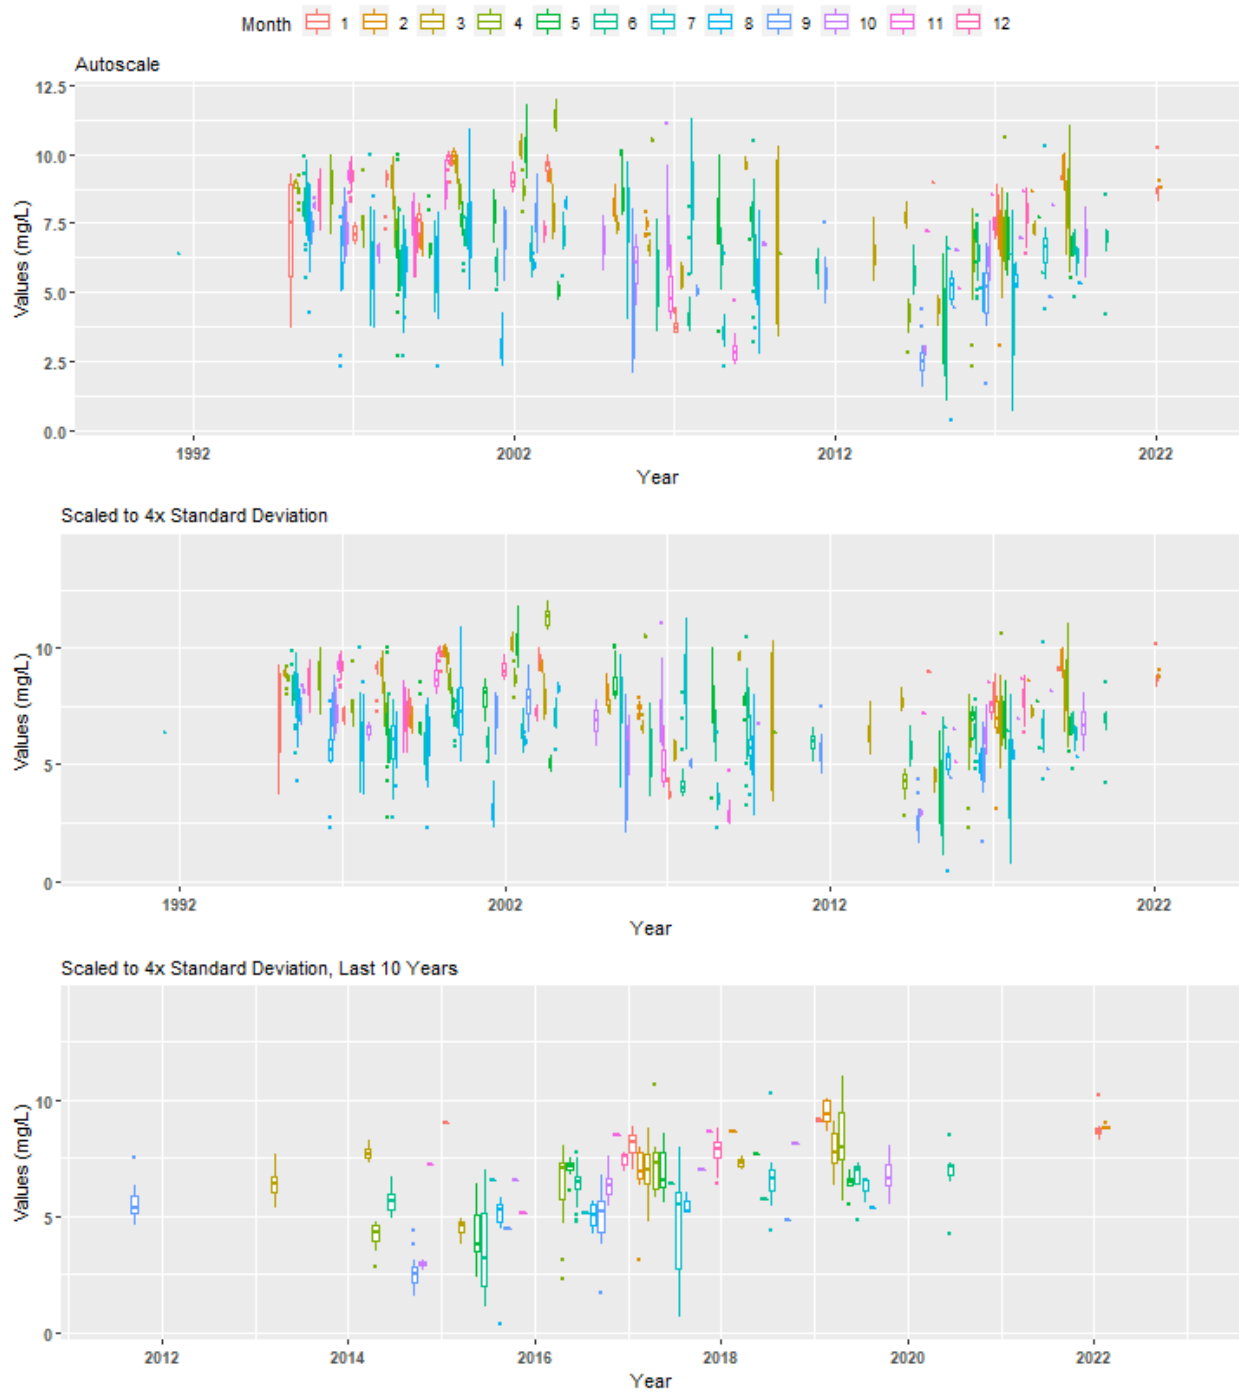 Month 1 2 3 4 5 6 7 8 9 10 11 12
Autoscale
12.5
10.0
7.5
5.0
2.5
0.0
Values (mg/L)
1992 2002 2012 2022
Year
Scaled to 4x Standard Deviation
10
5
0
Values (mg/L)
1992 2002 2012 2022
Year
Scaled to 4x Standard Deviation, Last 10 Years
10
5
0
Values (mg/L)
2012 2014 2016 2017 2018 2020 2022
Year